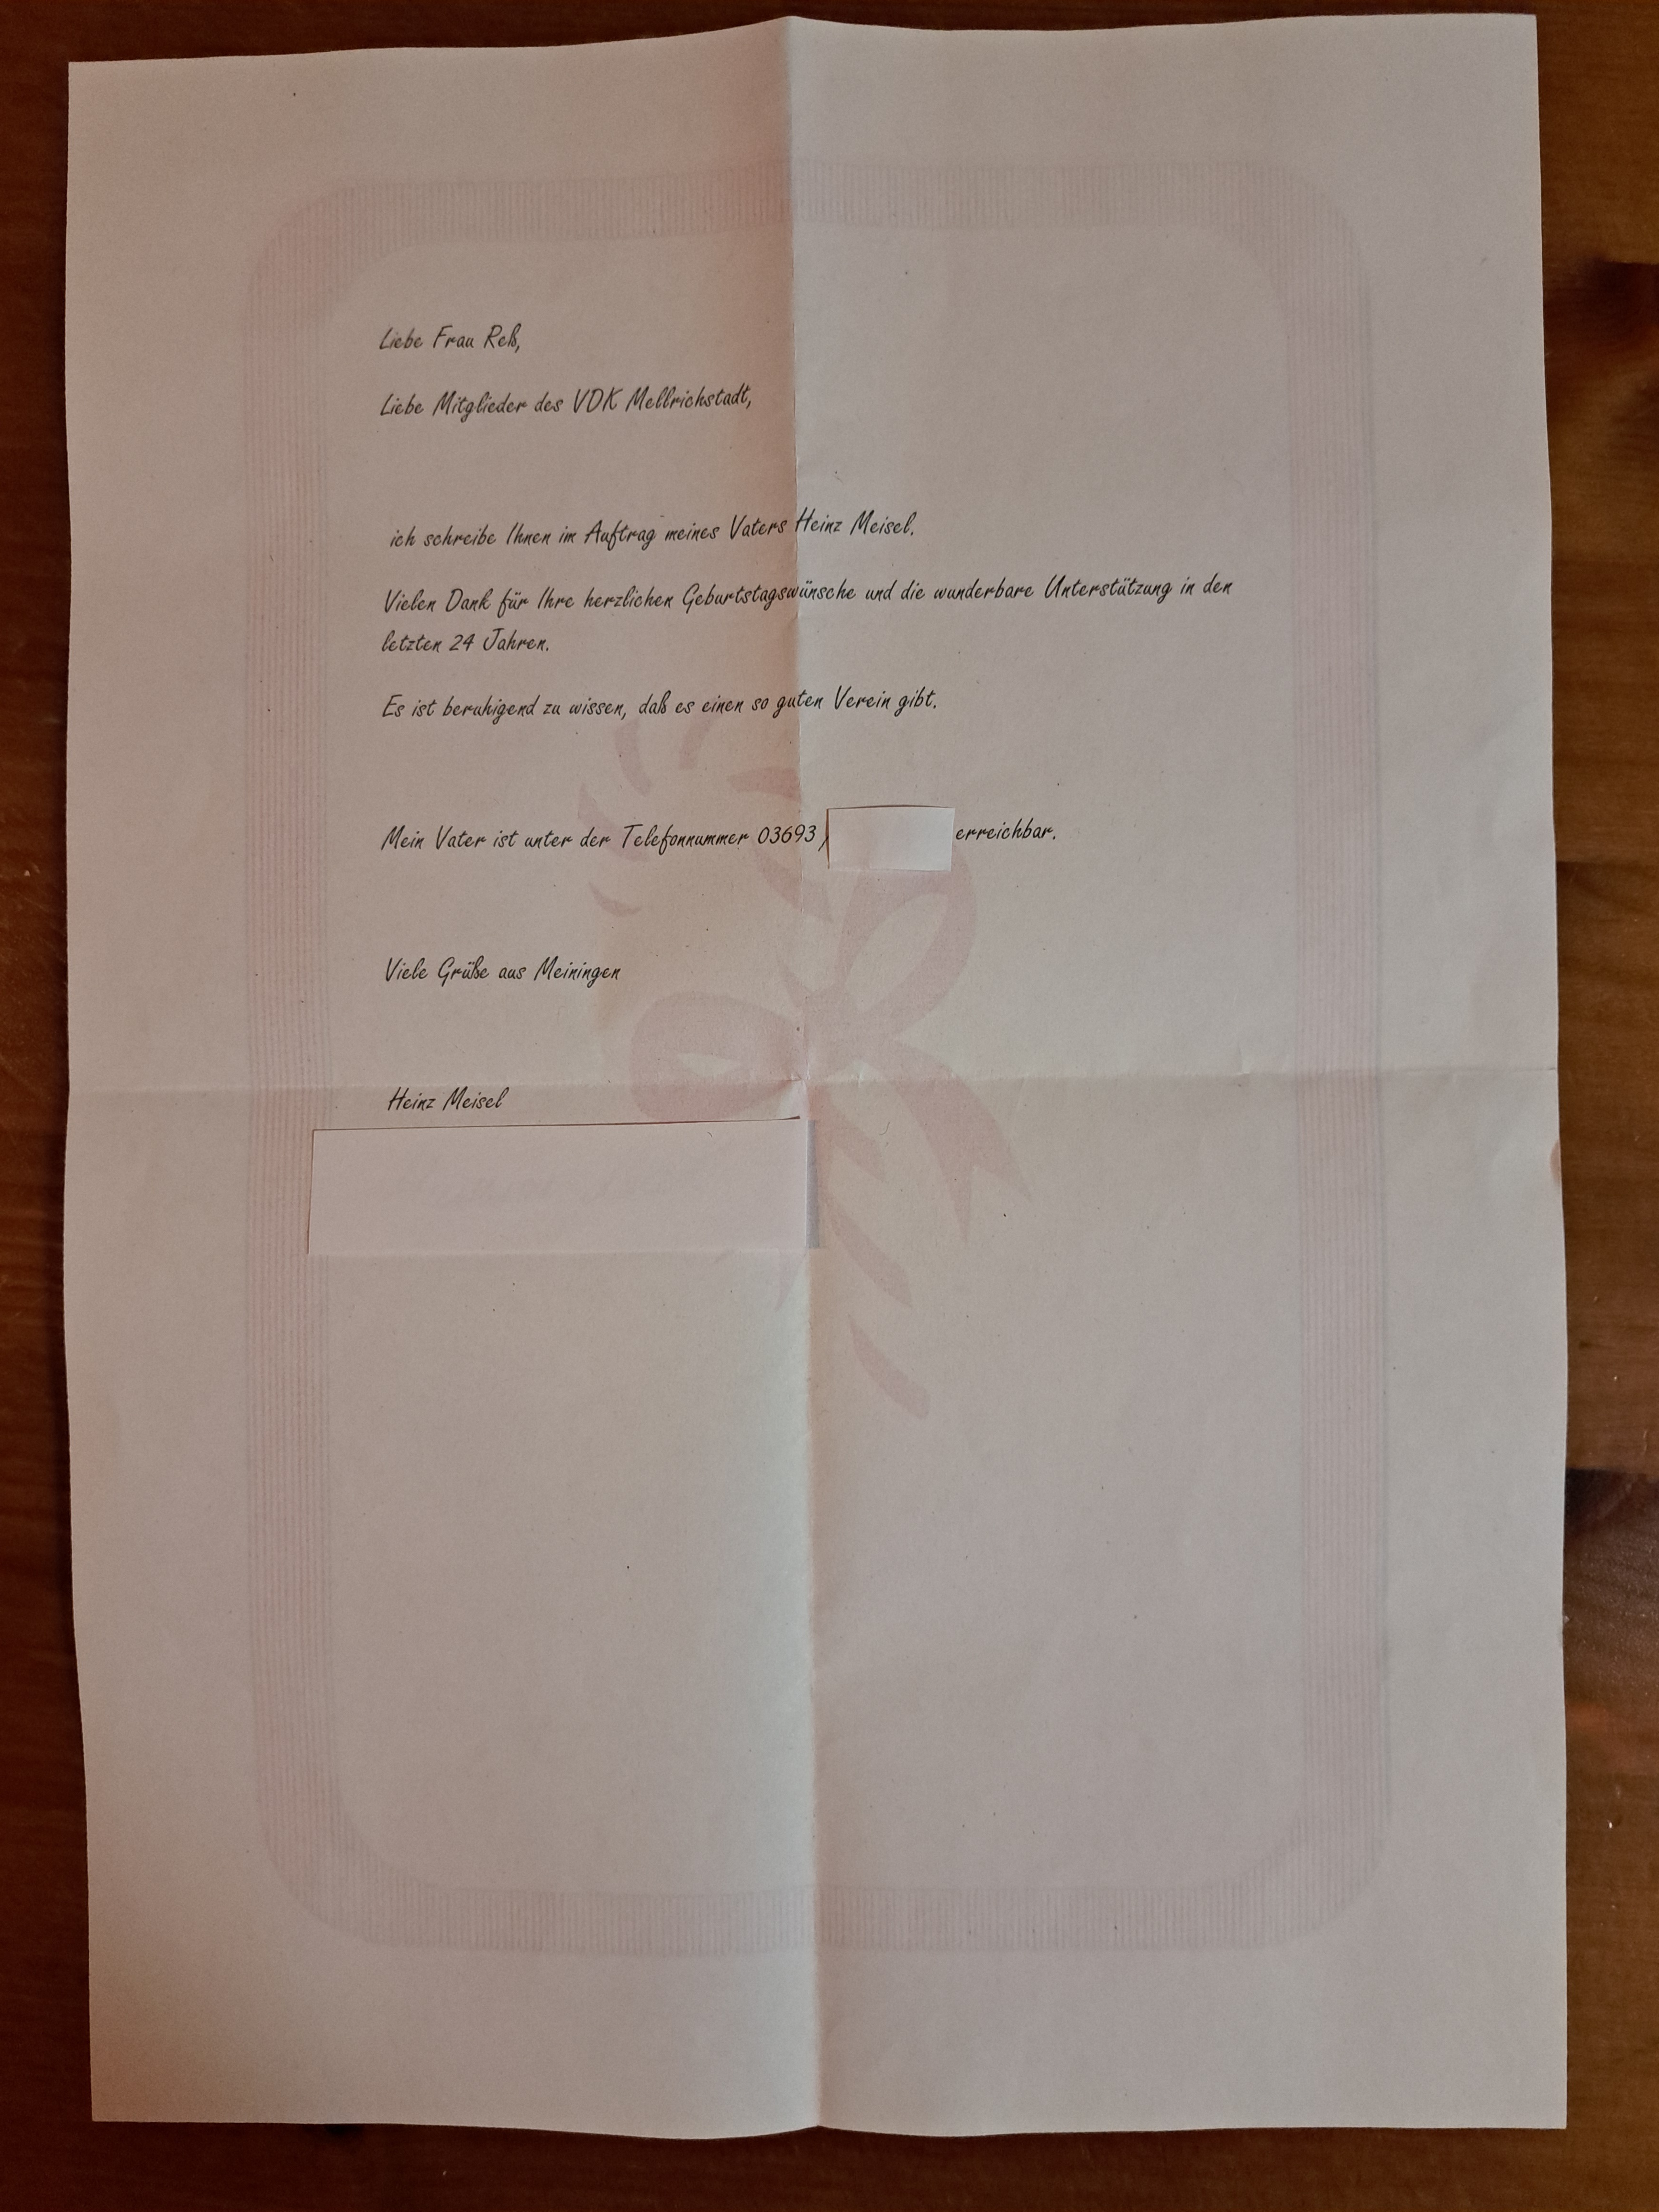 Liebe Frau Reß,
Liebe Mitglieder des VDK Mellrichstadt,
ich schreibe Ihnen im Auftrag meines Vaters Heinz Meisel.
Vielen Dank für Ihre herzlichen Geburtstagswünsche und die wunderbare Unterstützung in den
letzten 24 Jahren.
Es ist beruhigend zu wissen, daß es einen so guten Verein gibt.
Mein Vater ist unter der Telefonnummer 03693 / erreichbar.
Viele Grüße aus Meiningen
Heinz Meisel